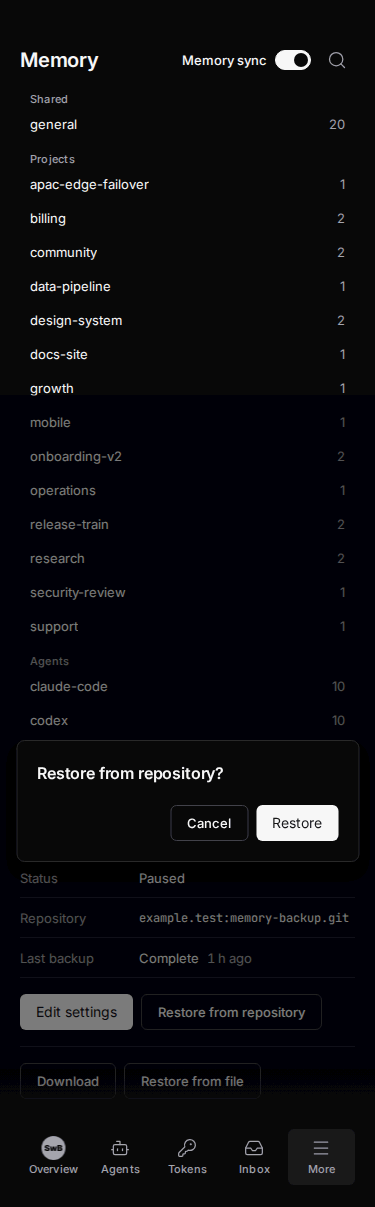 Memory
Memory sync
Shared
general 20
Projects
apac-edge-failover 1
billing 2
community 2
data-pipeline 1
design-system 2
docs-site 1
growth 1
mobile 1
onboarding-v2 2
operations 1
release-train 2
research 2
security-review 1
support 1
Agents
claude-code 10
codex 10
Restore from repository?
Cancel Restore
Status Paused
Repository example.test:memory-backup.git
Last backup Complete 1 h ago
Edit settings Restore from repository
Download Restore from file
SwB
Overview Agents Tokens Inbox More